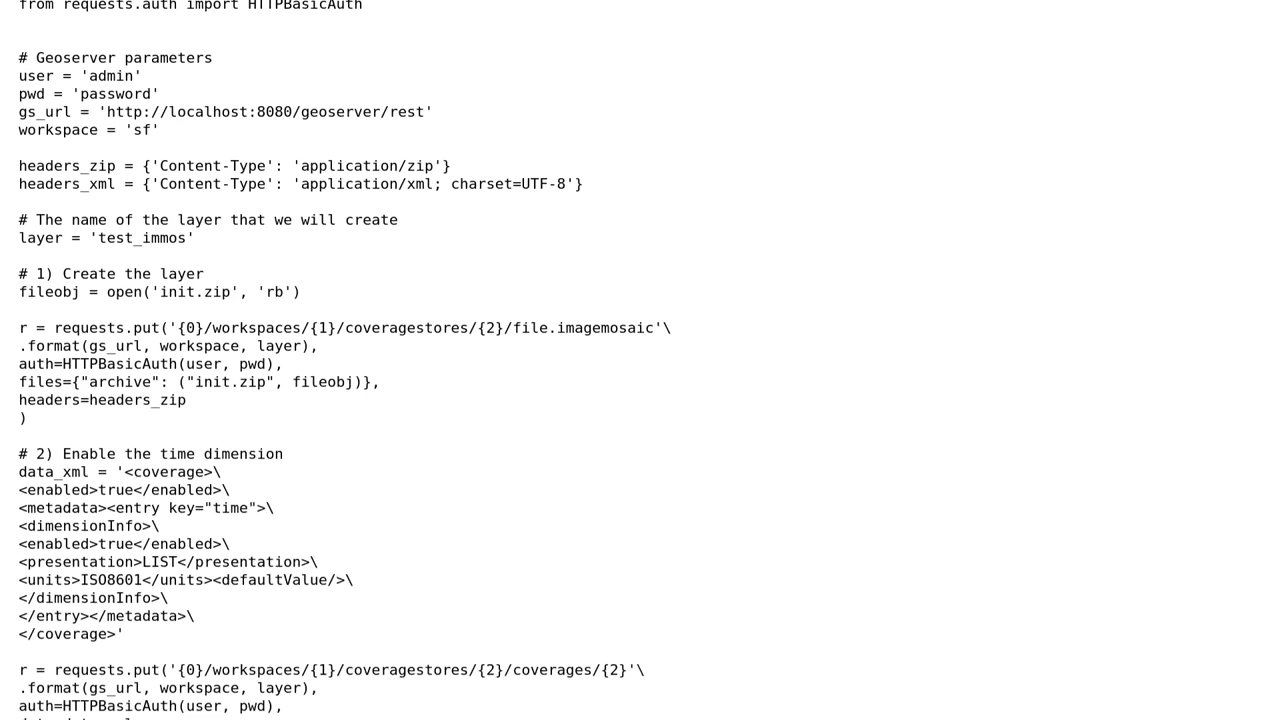 from requests.auth import HTTPBasicAuth
# Geoserver parameters
user = 'admin'
pwd = 'password'
gs_url = 'http://localhost:8080/geoserver/rest'
workspace = 'sf'
headers_zip = {'Content-Type': 'application/zip'}
headers_xml = {'Content-Type': 'application/xml; charset=UTF-8'}
# The name of the layer that we will create
layer = 'test_immos'
# 1) Create the layer
fileobj = open('init.zip', 'rb')
r = requests.put('{0}/workspaces/{1}/coveragestores/{2}/file.imagemosaic'\
.format(gs_url, workspace, layer),
auth=HTTPBasicAuth(user, pwd),
files={"archive": ("init.zip", fileobj)},
headers=headers_zip
)
# 2) Enable the time dimension
data_xml = '<coverage>\
<enabled>true</enabled>\
<metadata><entry key="time">\
<dimensionInfo>\
<enabled>true</enabled>\
<presentation>LIST</presentation>\
<units>ISO8601</units><defaultValue/>\
</dimensionInfo>\
</entry></metadata>\
</coverage>'
r = requests.put('{0}/workspaces/{1}/coveragestores/{2}/coverages/{2}'\
.format(gs_url, workspace, layer),
auth=HTTPBasicAuth(user, pwd),